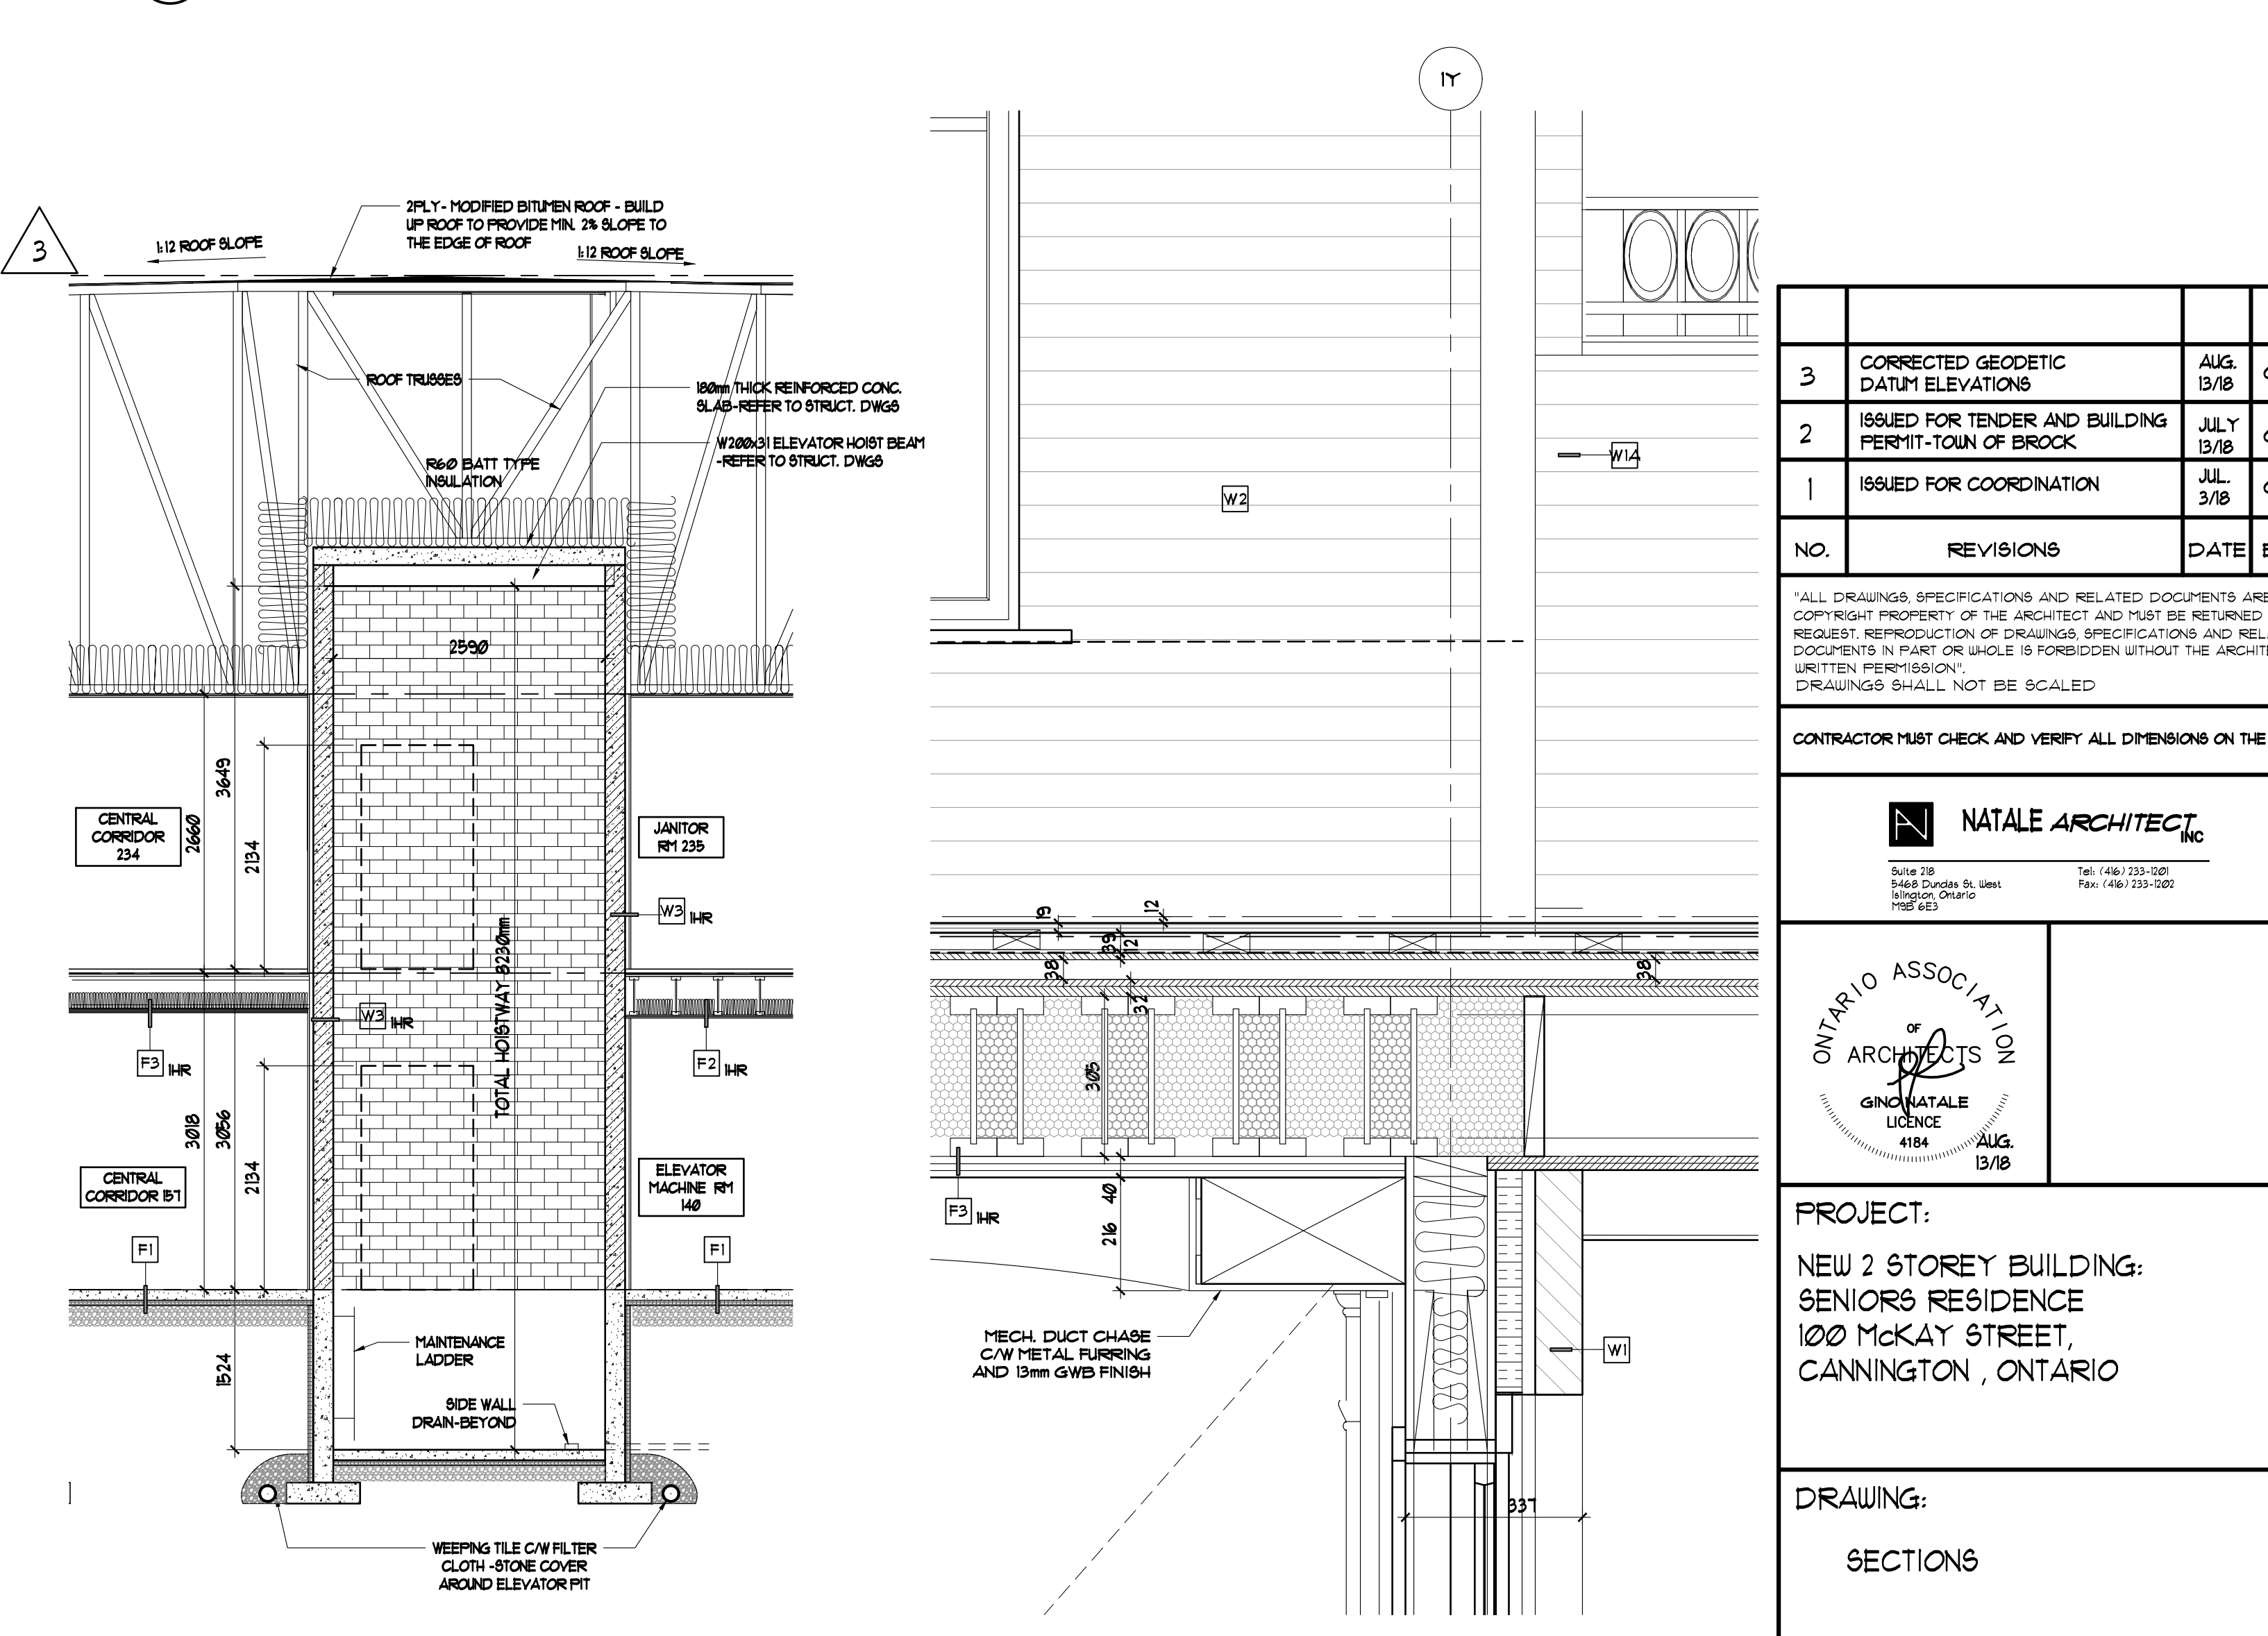 3
1:12 ROOF SLOPE
2PLY- MODIFIED BITUMEN ROOF - BUILD
UP ROOF TO PROVIDE MIN. 2% SLOPE TO
THE EDGE OF ROOF
1:12 ROOF SLOPE
ROOF TRUSSES
180mm THICK REINFORCED CONC.
SLAB-REFER TO STRUCT. DWGS
W200x31 ELEVATOR HOIST BEAM
-REFER TO STRUCT. DWGS
R60 BATT TYPE
INSULATION
2590
3649
2660
2134
CENTRAL
CORRIDOR
234
JANITOR
RM 235
W3 1HR
TOTAL HOISTWAY 8230mm
W3 1HR
F3 1HR
F2 1HR
3018
3056
2134
CENTRAL
CORRIDOR 157
ELEVATOR
MACHINE RM
140
F1
F1
1524
MAINTENANCE
LADDER
SIDE WALL
DRAIN-BEYOND
WEEPING TILE C/W FILTER
CLOTH -STONE COVER
AROUND ELEVATOR PIT
1Y
W1A
W2
19
12
39
12
38
38
32
305
F3 1HR
40
216
MECH. DUCT CHASE
C/W METAL FURRING
AND 13mm GWB FINISH
W1
337
3 CORRECTED GEODETIC DATUM ELEVATIONS AUG. 13/18
2 ISSUED FOR TENDER AND BUILDING PERMIT-TOWN OF BROCK JULY 13/18
1 ISSUED FOR COORDINATION JUL. 3/18
NO. REVISIONS DATE
"ALL DRAWINGS, SPECIFICATIONS AND RELATED DOCUMENTS ARE
COPYRIGHT PROPERTY OF THE ARCHITECT AND MUST BE RETURNED
REQUEST. REPRODUCTION OF DRAWINGS, SPECIFICATIONS AND REL
DOCUMENTS IN PART OR WHOLE IS FORBIDDEN WITHOUT THE ARCHITE
WRITTEN PERMISSION".
DRAWINGS SHALL NOT BE SCALED
CONTRACTOR MUST CHECK AND VERIFY ALL DIMENSIONS ON THE
NATALE ARCHITECT INC
Suite 218
5468 Dundas St. West
Islington, Ontario
M9B 6E3
Tel: (416) 233-1201
Fax: (416) 233-1202
ONTARIO ASSOCIATION
OF
ARCHITECTS
GINO NATALE
LICENCE
4184
AUG.
13/18
PROJECT:
NEW 2 STOREY BUILDING:
SENIORS RESIDENCE
100 McKAY STREET,
CANNINGTON , ONTARIO
DRAWING:
SECTIONS